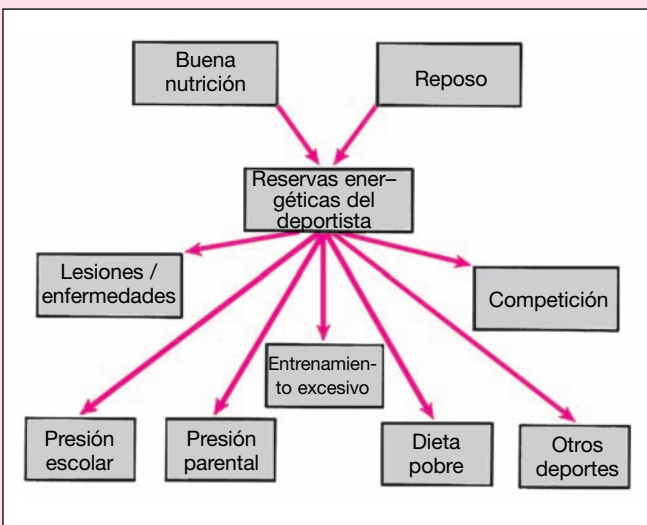 Buena
nutrición
Reposo
Reservas ener–
géticas del
deportista
Lesiones /
enfermedades
Competición
Entrenamien-
to excesivo
Presión
escolar
Presión
parental
Dieta
pobre
Otros
deportes